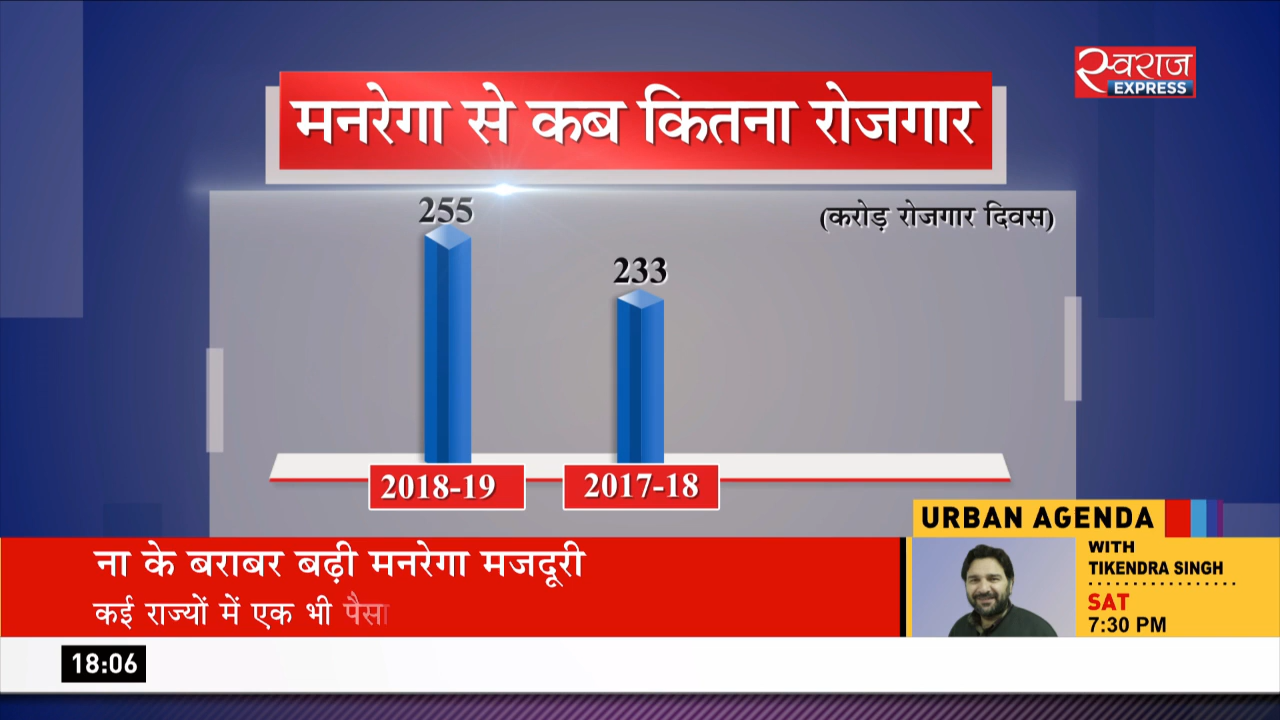 स्वराज
EXPRESS
मनरेगा से कब कितना रोजगार
(करोड़ रोजगार दिवस)
255
233
2018-19
2017-18
URBAN AGENDA
WITH
TIKENDRA SINGH
SAT
7:30 PM
ना के बराबर बढ़ी मनरेगा मजदूरी
कई राज्यों में एक भी पैसा
18:06